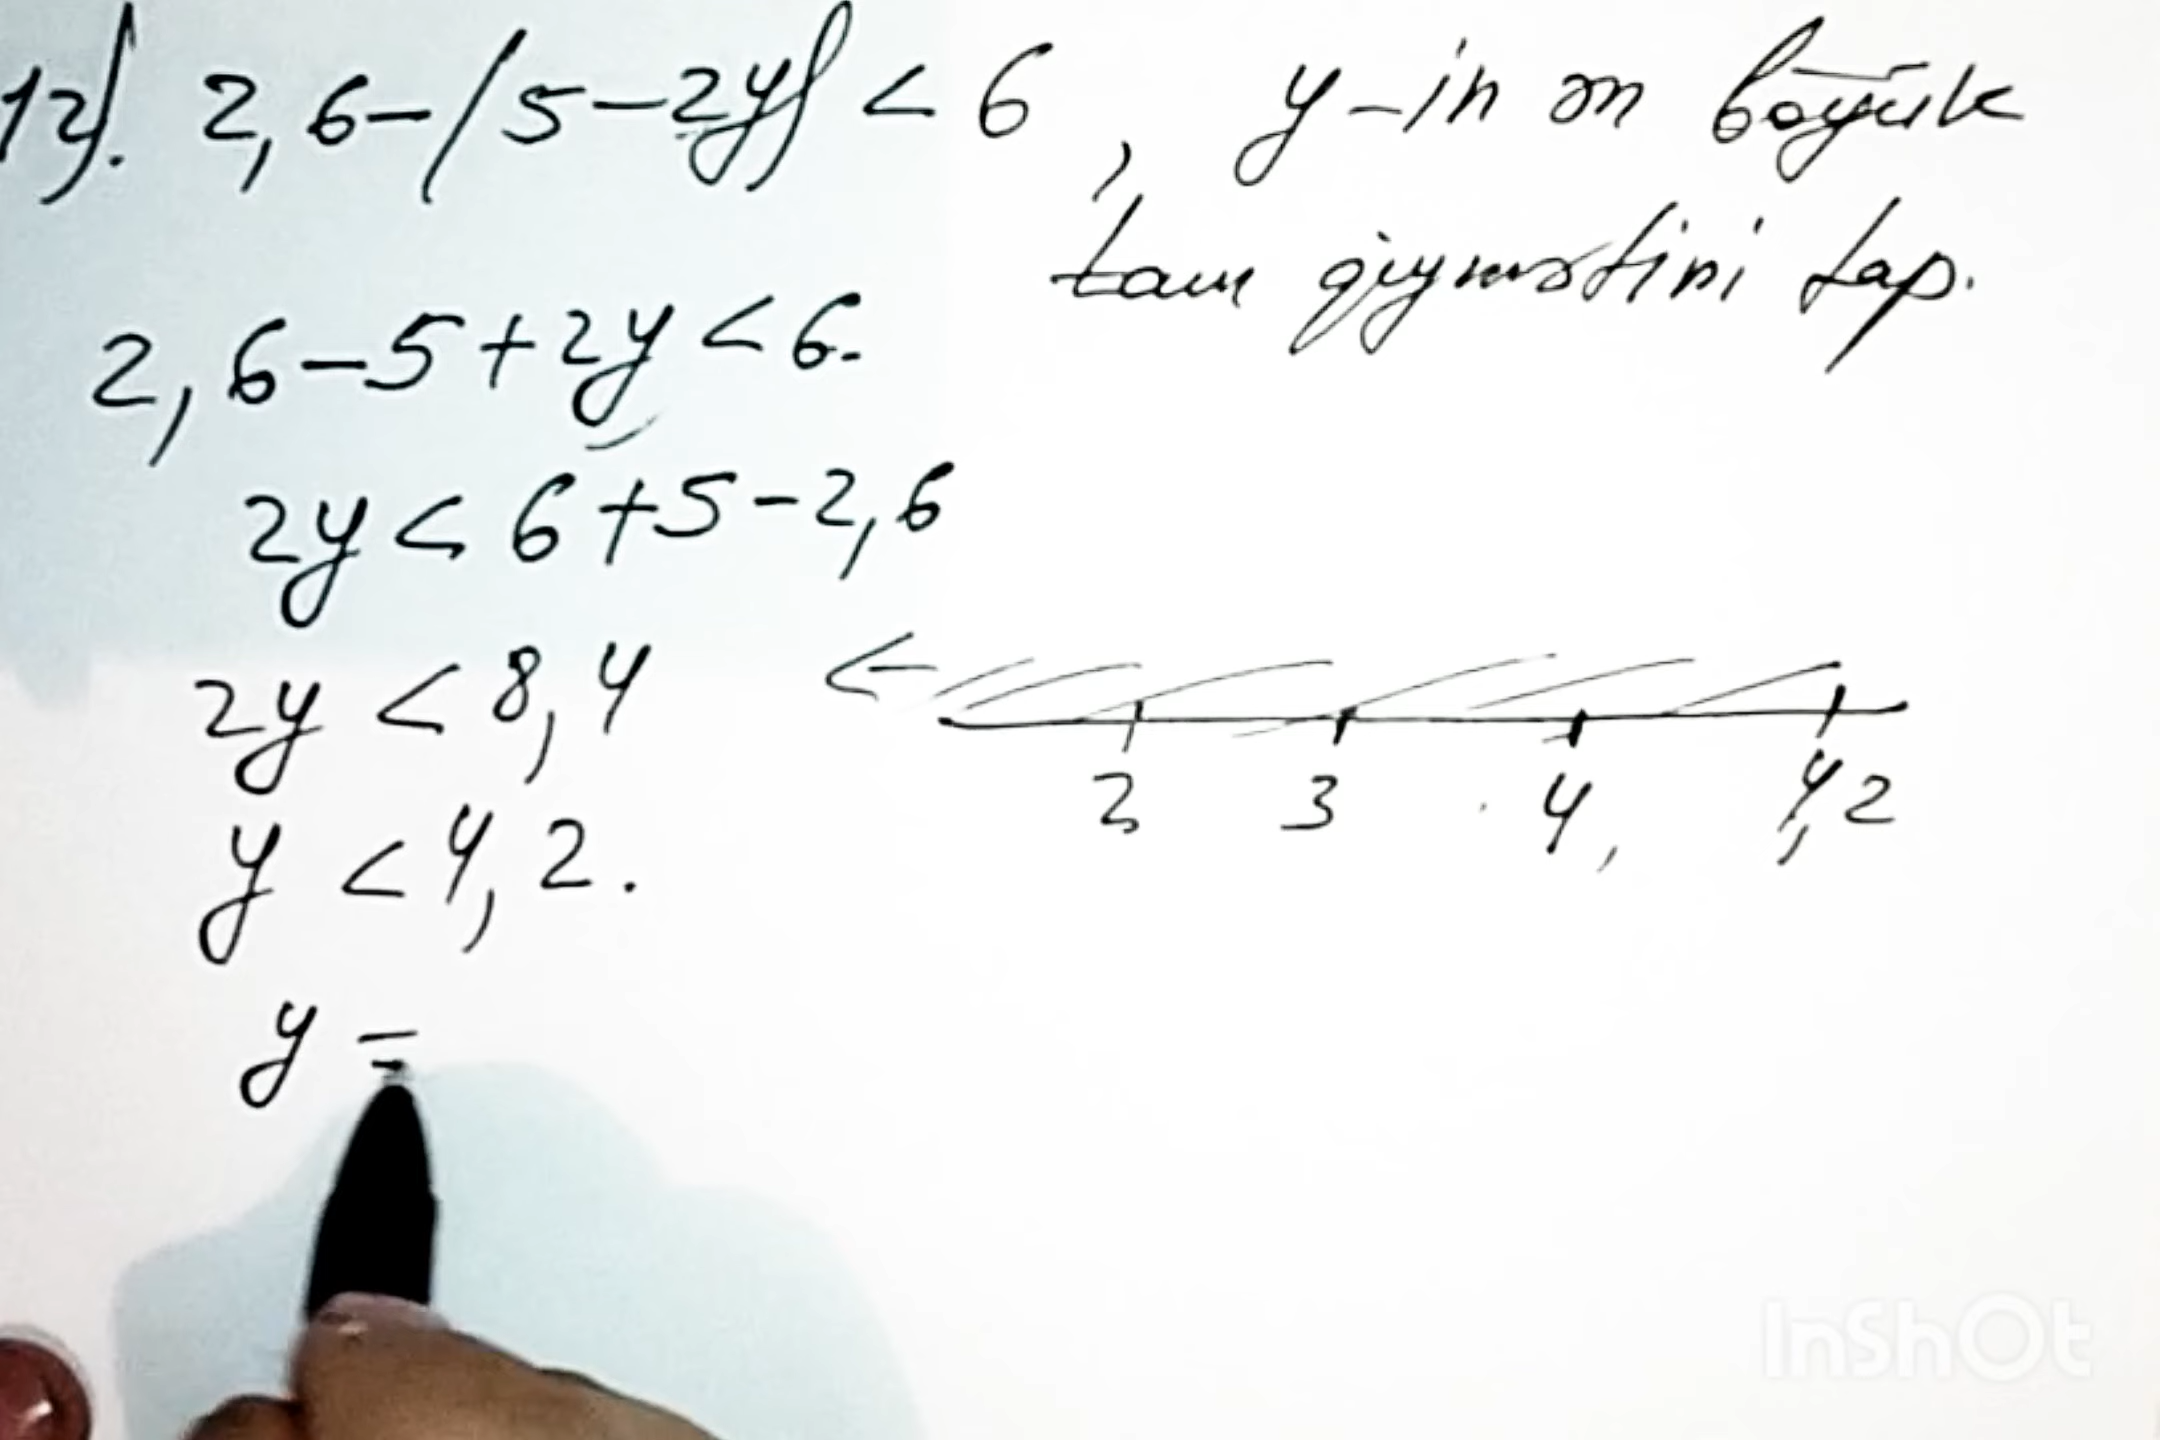 12). 2,6-(5-2y) < 6, y-in ən böyük
tam qiymətini tap.
2,6-5+2y<6.
2y < 6+5-2,6
2y < 8,4
2 3 4, 4,2
y < 4,2.
y =
InShOt